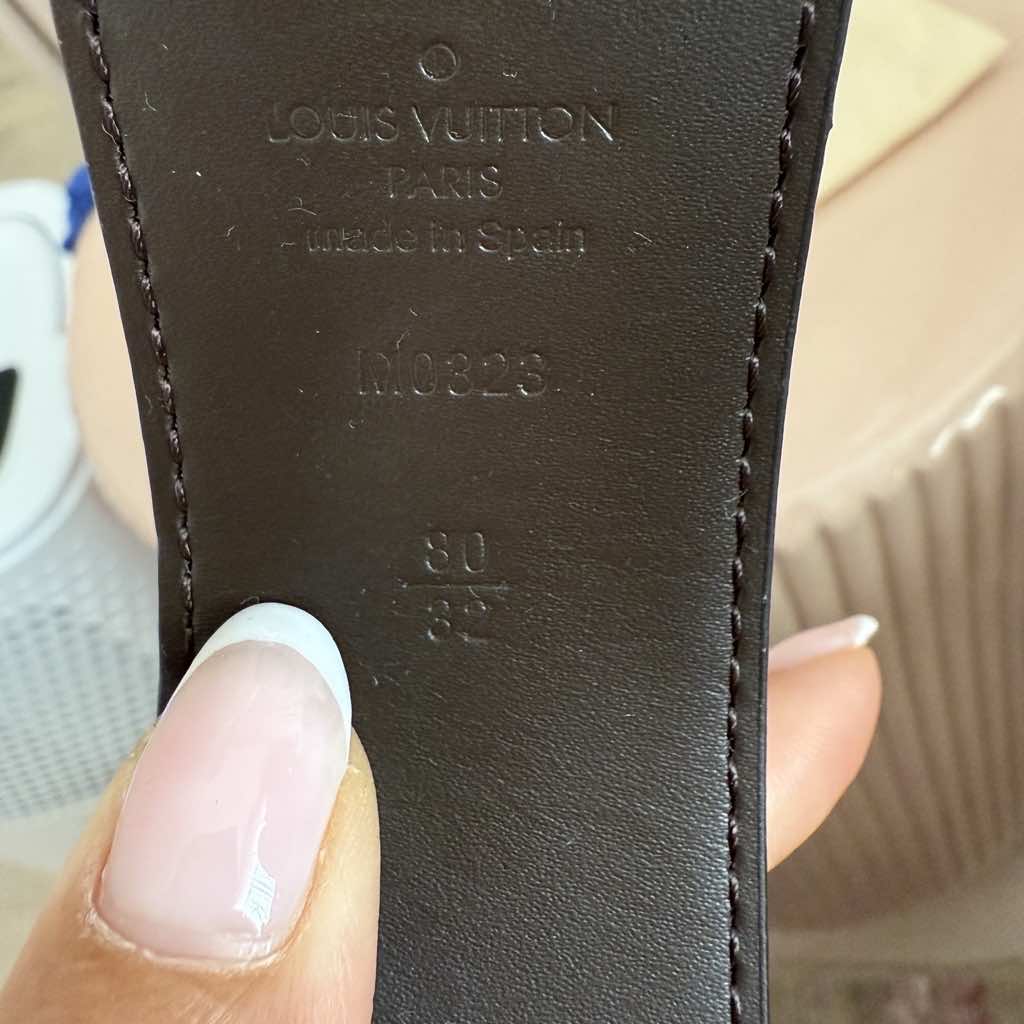 LOUIS VUITTON
PARIS
made in Spain
M0323
80
32